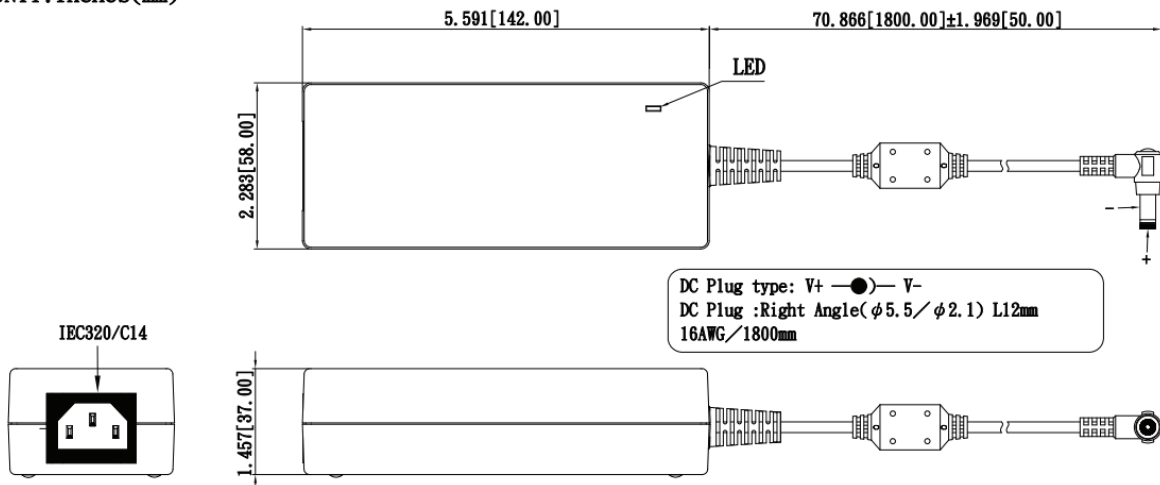 5.591[142.00]
70.866[1800.00]±1.969[50.00]
LED
2.283[58.00]
-
+
DC Plug type: V+ —●)— V-
DC Plug :Right Angle(ϕ5.5/ϕ2.1) L12mm
16AWG/1800mm
IEC320/C14
1.457[37.00]